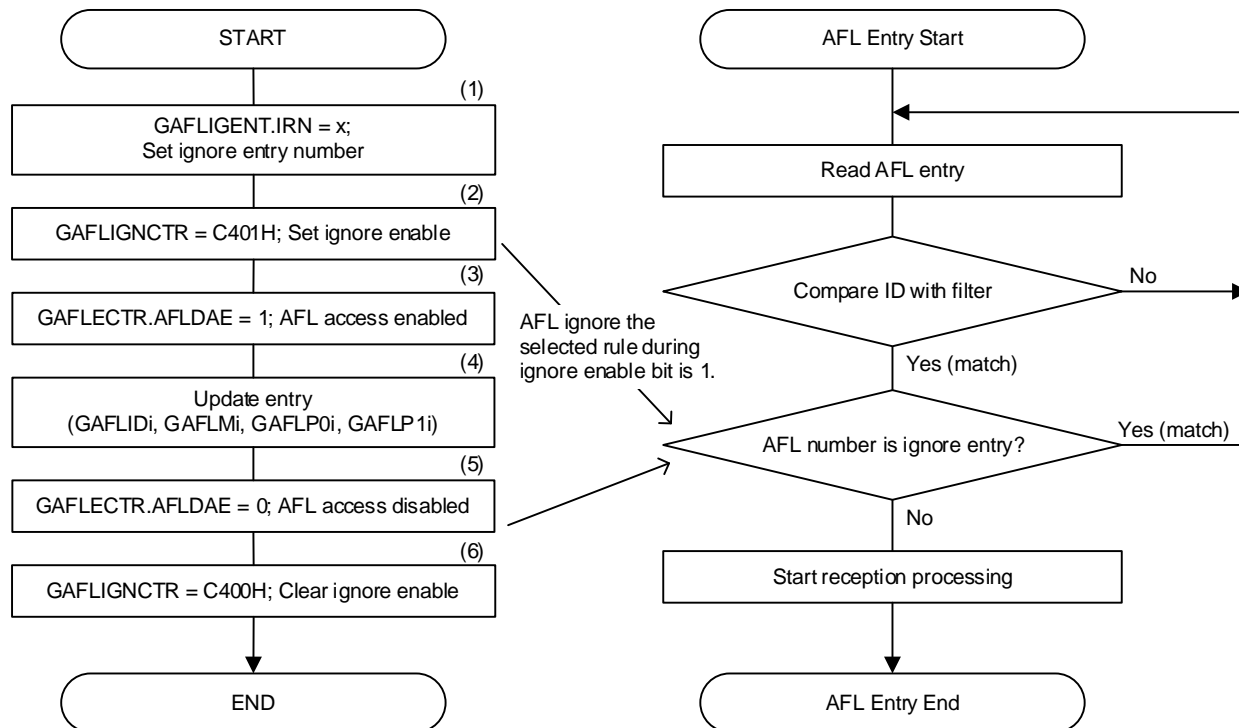 START
(1)
GAFLIGENT.IRN = x;
Set ignore entry number
(2)
GAFLIGNCTR = C401H; Set ignore enable
(3)
GAFLECTR.AFLDAE = 1; AFL access enabled
(4)
Update entry
(GAFLIDi, GAFLMi, GAFLP0i, GAFLP1i)
(5)
GAFLECTR.AFLDAE = 0; AFL access disabled
(6)
GAFLIGNCTR = C400H; Clear ignore enable
END
AFL ignore the
selected rule during
ignore enable bit is 1.
AFL Entry Start
Read AFL entry
Compare ID with filter
No
Yes (match)
AFL number is ignore entry?
Yes (match)
No
Start reception processing
AFL Entry End